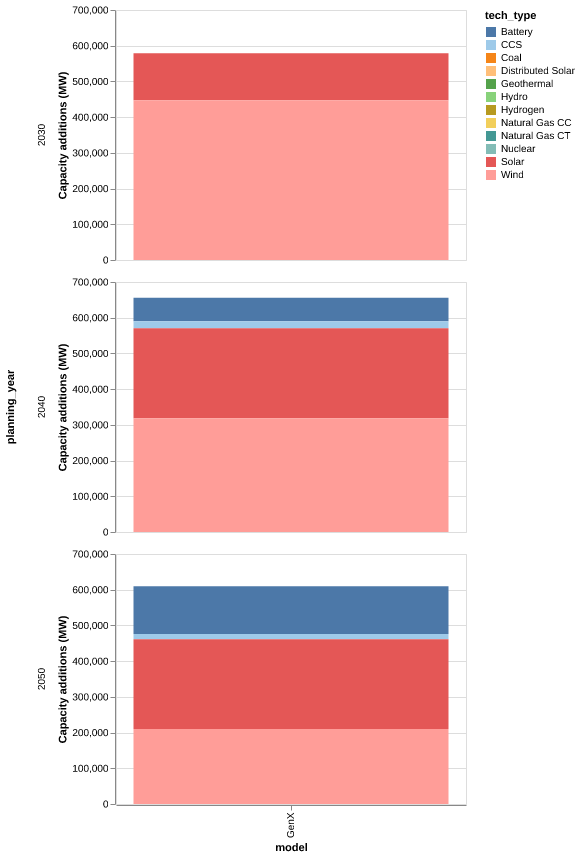 tech_type
Battery
CCS
Coal
Distributed Solar
Geothermal
Hydro
Hydrogen
Natural Gas CC
Natural Gas CT
Nuclear
Solar
Wind
planning_year
2030
Capacity additions (MW)
700,000
600,000
500,000
400,000
300,000
200,000
100,000
0
2040
Capacity additions (MW)
700,000
600,000
500,000
400,000
300,000
200,000
100,000
0
2050
Capacity additions (MW)
700,000
600,000
500,000
400,000
300,000
200,000
100,000
0
GenX
model